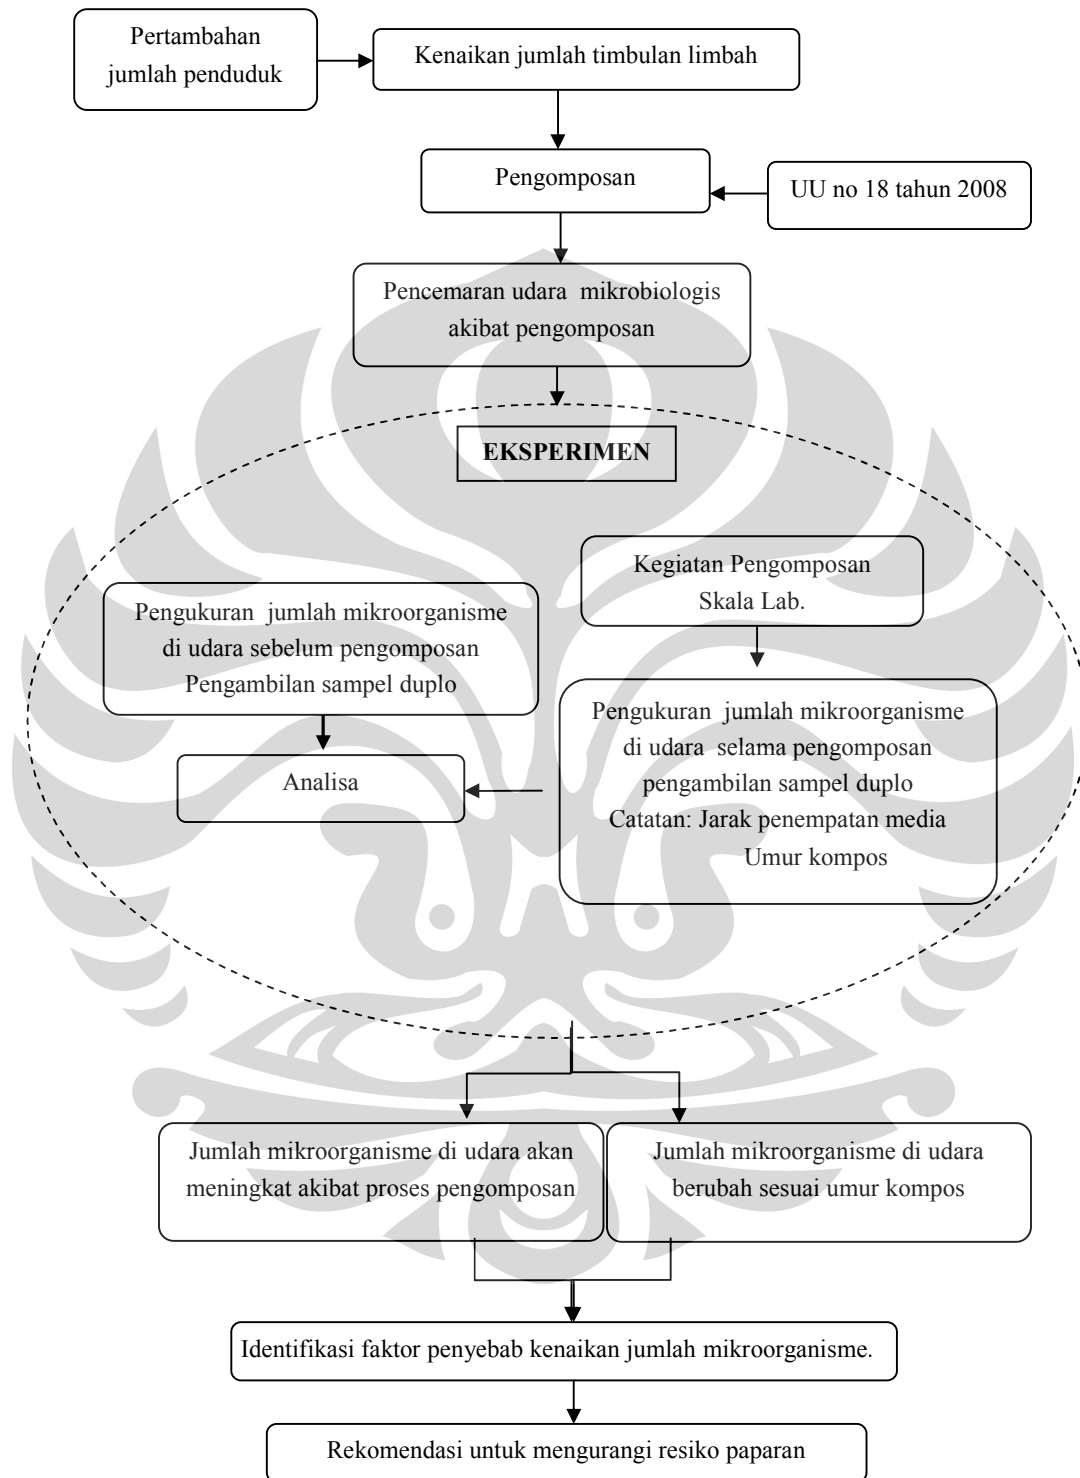 Pertambahan
jumlah penduduk
Kenaikan jumlah timbulan limbah
Pengomposan
UU no 18 tahun 2008
Pencemaran udara mikrobiologis
akibat pengomposan
EKSPERIMEN
Kegiatan Pengomposan
Skala Lab.
Pengukuran jumlah mikroorganisme
di udara sebelum pengomposan
Pengambilan sampel duplo
Pengukuran jumlah mikroorganisme
di udara selama pengomposan
pengambilan sampel duplo
Catatan: Jarak penempatan media
Umur kompos
Analisa
Jumlah mikroorganisme di udara akan
meningkat akibat proses pengomposan
Jumlah mikroorganisme di udara
berubah sesuai umur kompos
Identifikasi faktor penyebab kenaikan jumlah mikroorganisme.
Rekomendasi untuk mengurangi resiko paparan